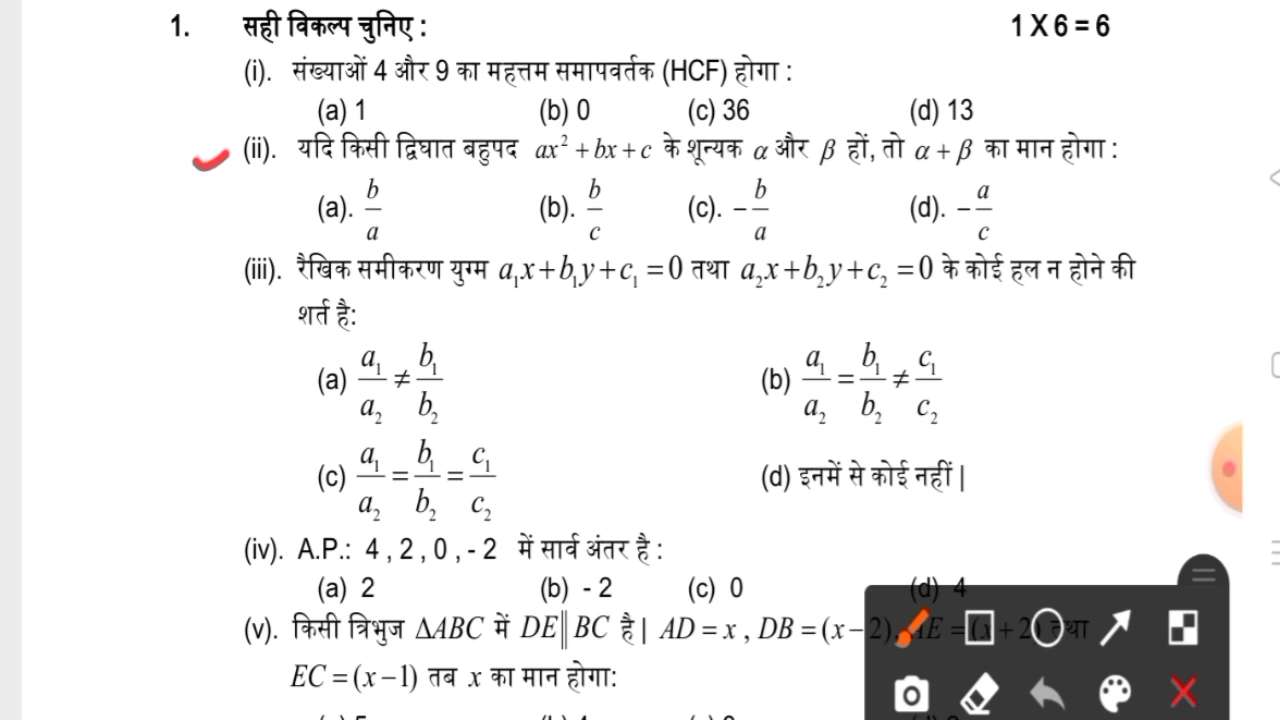 1. सही विकल्प चुनिए : 1 X 6 = 6
(i). संख्याओं 4 और 9 का महत्तम समापवर्तक (HCF) होगा :
(a) 1 (b) 0 (c) 36 (d) 13
(ii). यदि किसी द्विघात बहुपद ax² + bx + c के शून्यक α और β हों, तो α + β का मान होगा :
(a). b/a (b). b/c (c). −b/a (d). −a/c
(iii). रैखिक समीकरण युग्म a₁x+b₁y+c₁ =0 तथा a₂x+b₂y+c₂ =0 के कोई हल न होने की
शर्त है:
(a) a₁/a₂ ≠ b₁/b₂ (b) a₁/a₂ = b₁/b₂ ≠ c₁/c₂
(c) a₁/a₂ = b₁/b₂ = c₁/c₂ (d) इनमें से कोई नहीं |
(iv). A.P.: 4 , 2 , 0 , - 2 में सार्व अंतर है :
(a) 2 (b) - 2 (c) 0 (d) 4
(v). किसी त्रिभुज ΔABC में DE||BC है | AD = x , DB = (x−2), AE = (x+2) तथा
EC = (x−1) तब x का मान होगा: